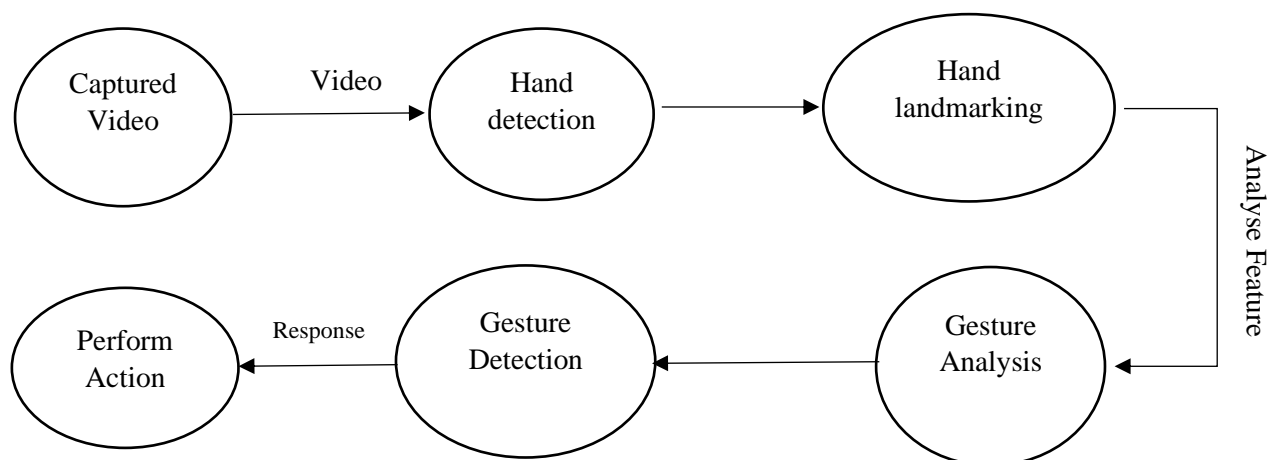 Captured
Video
Video
Hand
detection
Hand
landmarking
Analyse Feature
Gesture
Analysis
Gesture
Detection
Response
Perform
Action